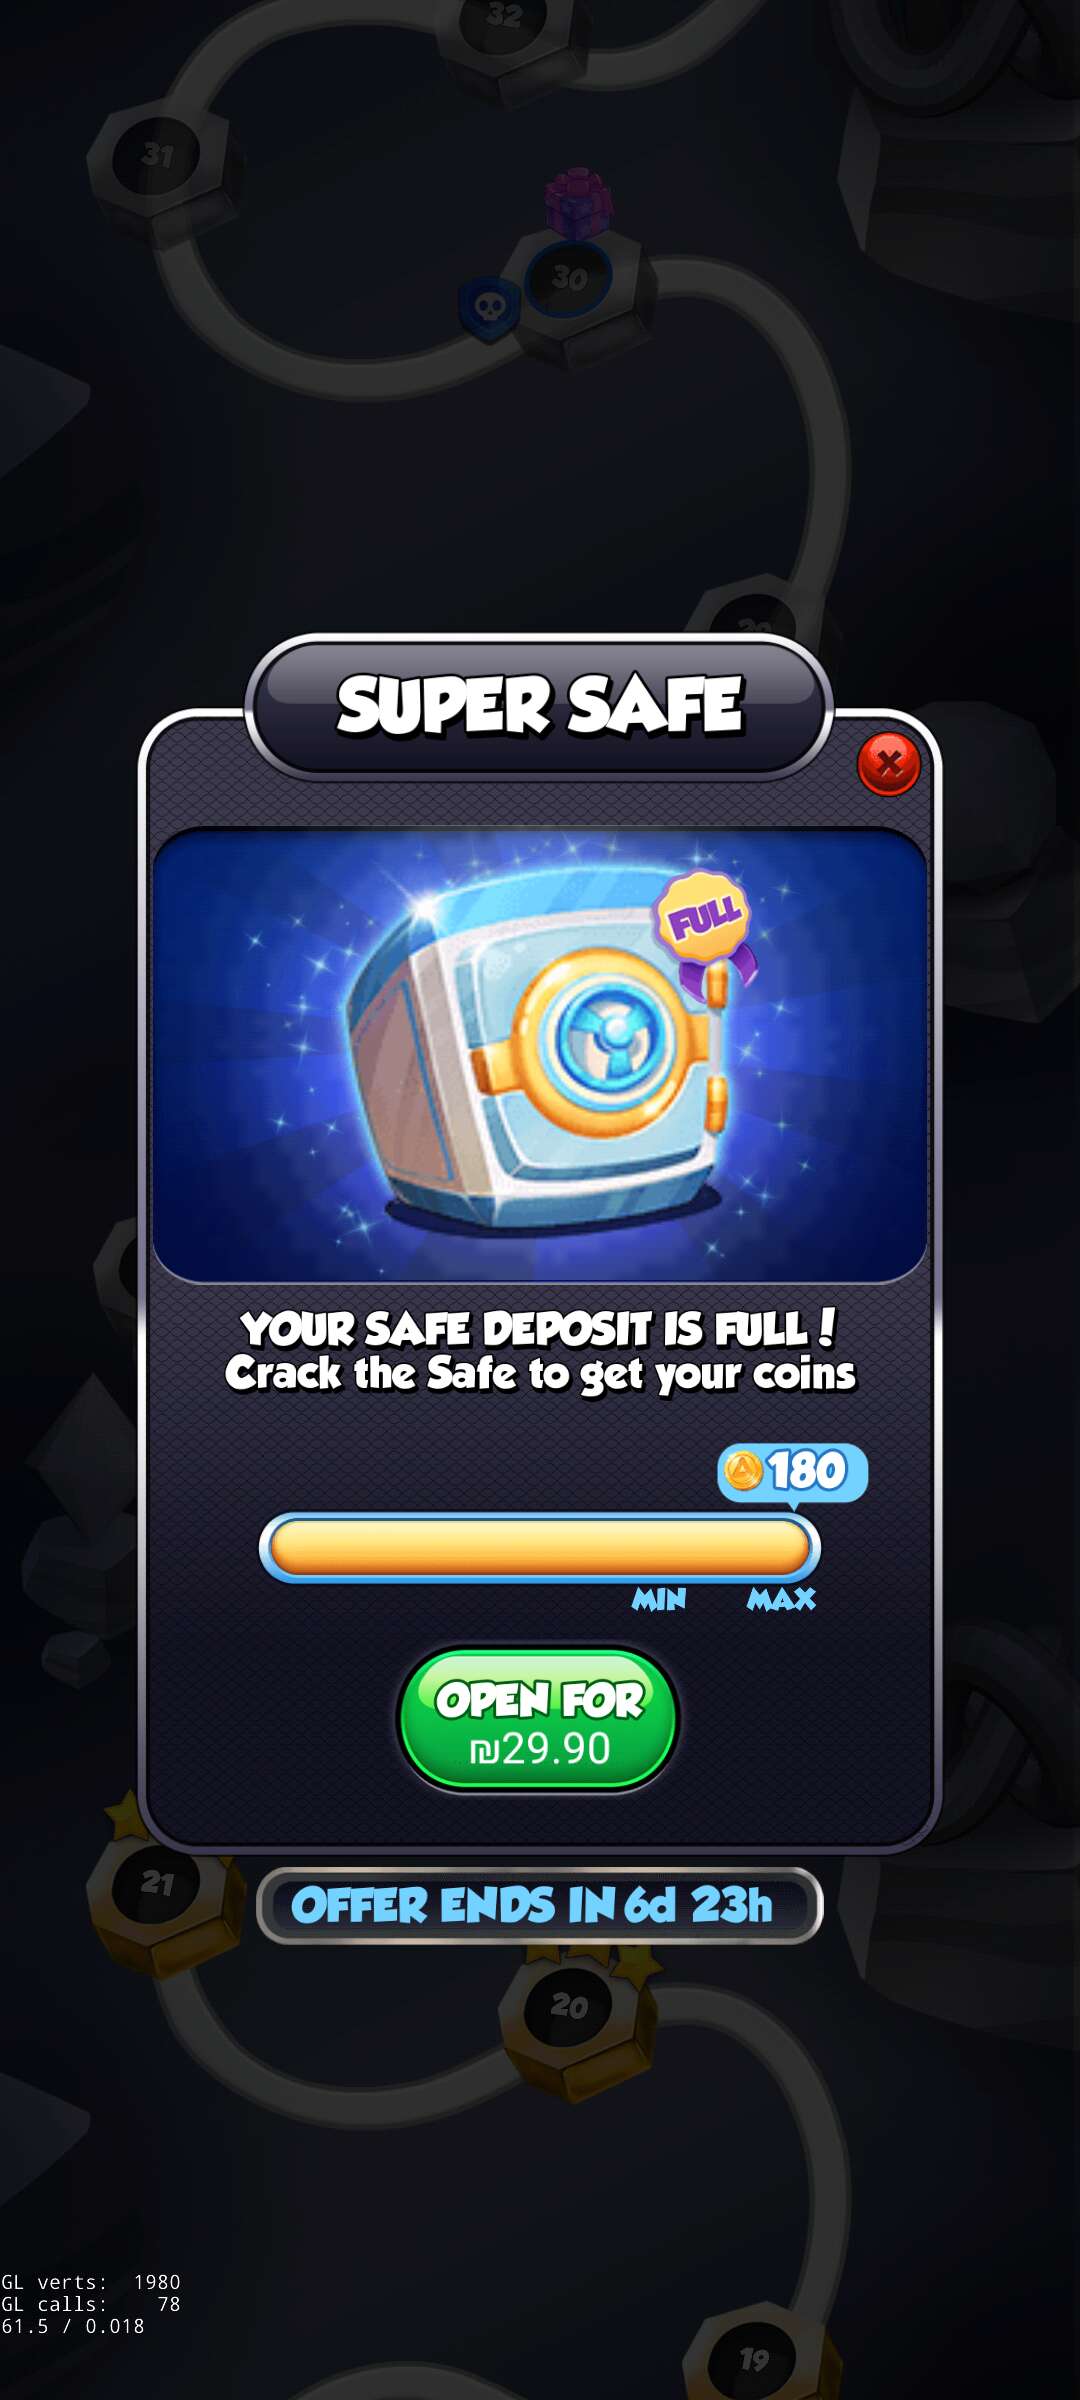 32
31
30
SUPER SAFE
FULL
YOUR SAFE DEPOSIT IS FULL!
Crack the Safe to get your coins
180
MIN MAX
OPEN FOR
₪29.90
21
OFFER ENDS IN 6d 23h
20
GL verts: 1980
GL calls: 78
61.5 / 0.018
19